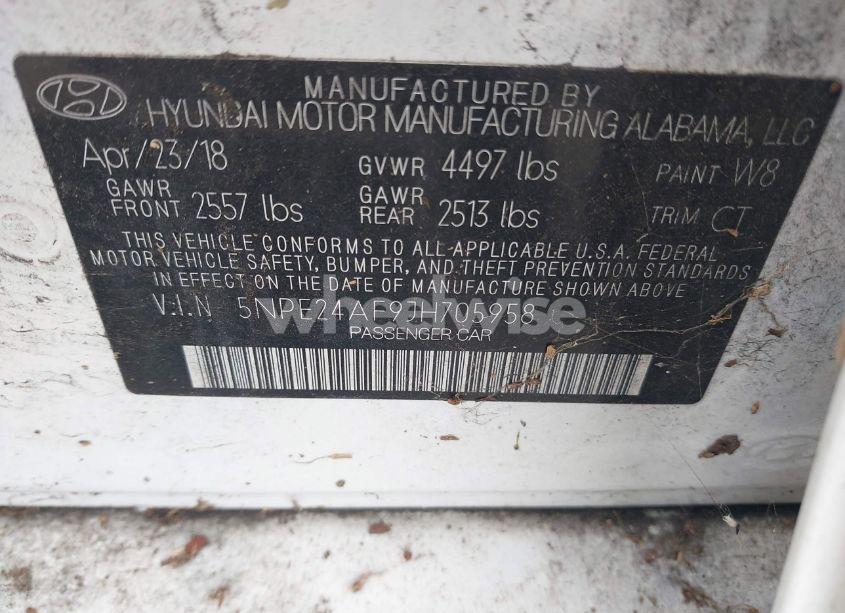 MANUFACTURED BY
HYUNDAI MOTOR MANUFACTURING ALABAMA, LLC
Apr/23/18 GVWR 4497 lbs PAINT W8
GAWR FRONT 2557 lbs GAWR REAR 2513 lbs TRIM CT
THIS VEHICLE CONFORMS TO ALL APPLICABLE U.S.A. FEDERAL
MOTOR VEHICLE SAFETY, BUMPER, AND THEFT PREVENTION STANDARDS
IN EFFECT ON THE DATE OF MANUFACTURE SHOWN ABOVE
V.I.N 5NPE24AF9JH705958
wheelwise
PASSENGER CAR